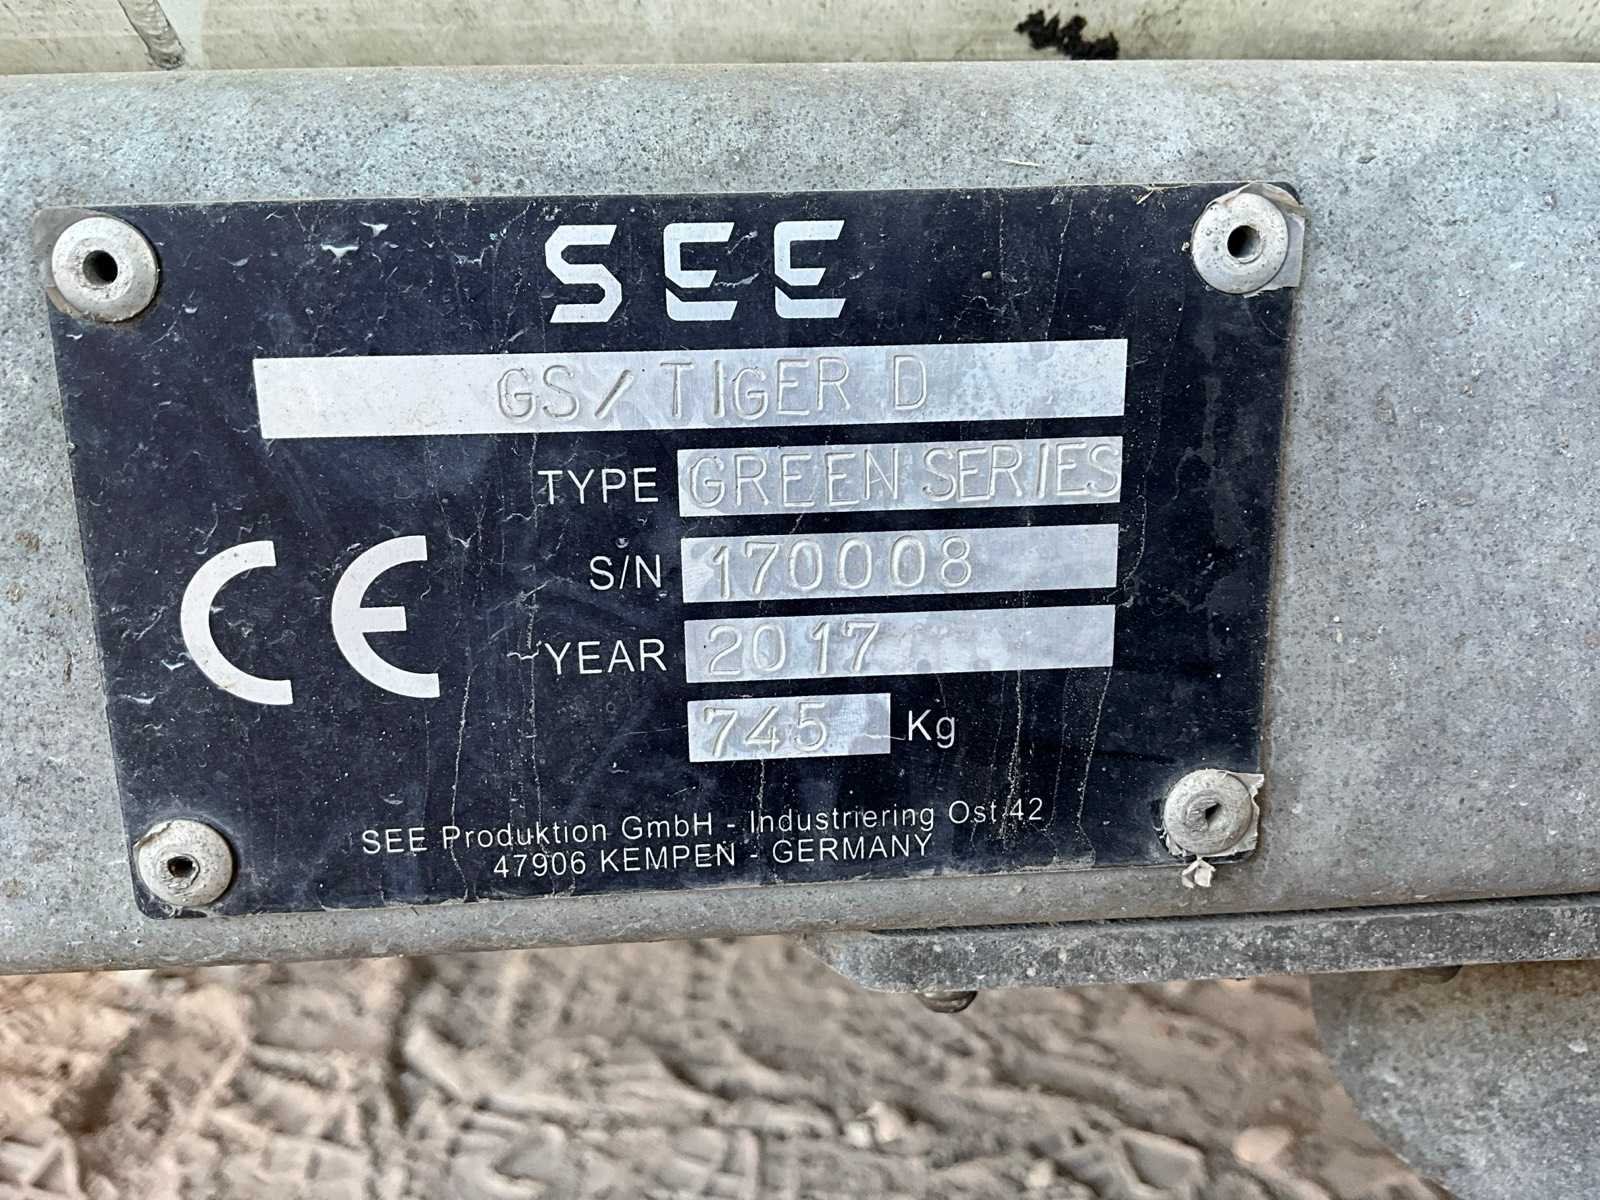 SEE
GS/TIGER D
TYPE GREEN SERIES
S/N 170008
CE
YEAR 2017
745 Kg
SEE Produktion GmbH - Industriering Ost 42
47906 KEMPEN - GERMANY